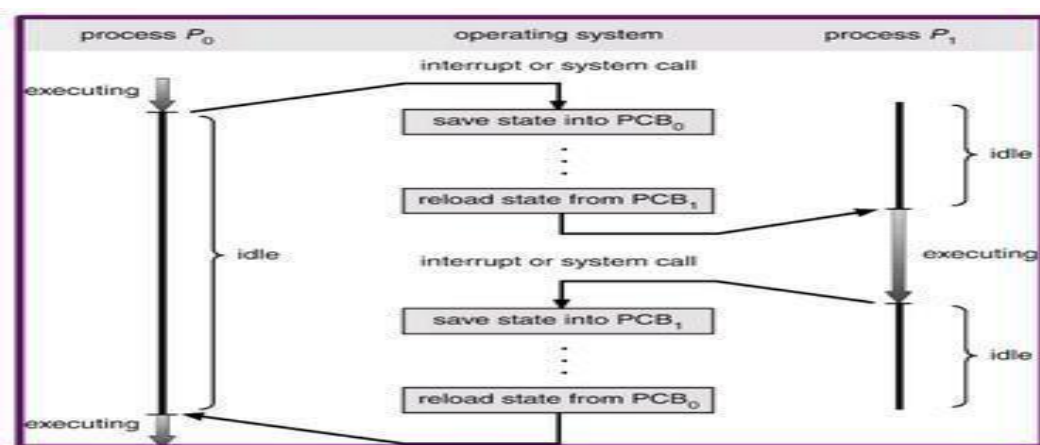 process P₀ operating system process P₁
interrupt or system call
executing
save state into PCB₀
idle
reload state from PCB₁
idle
interrupt or system call
executing
save state into PCB₁
idle
reload state from PCB₀
executing